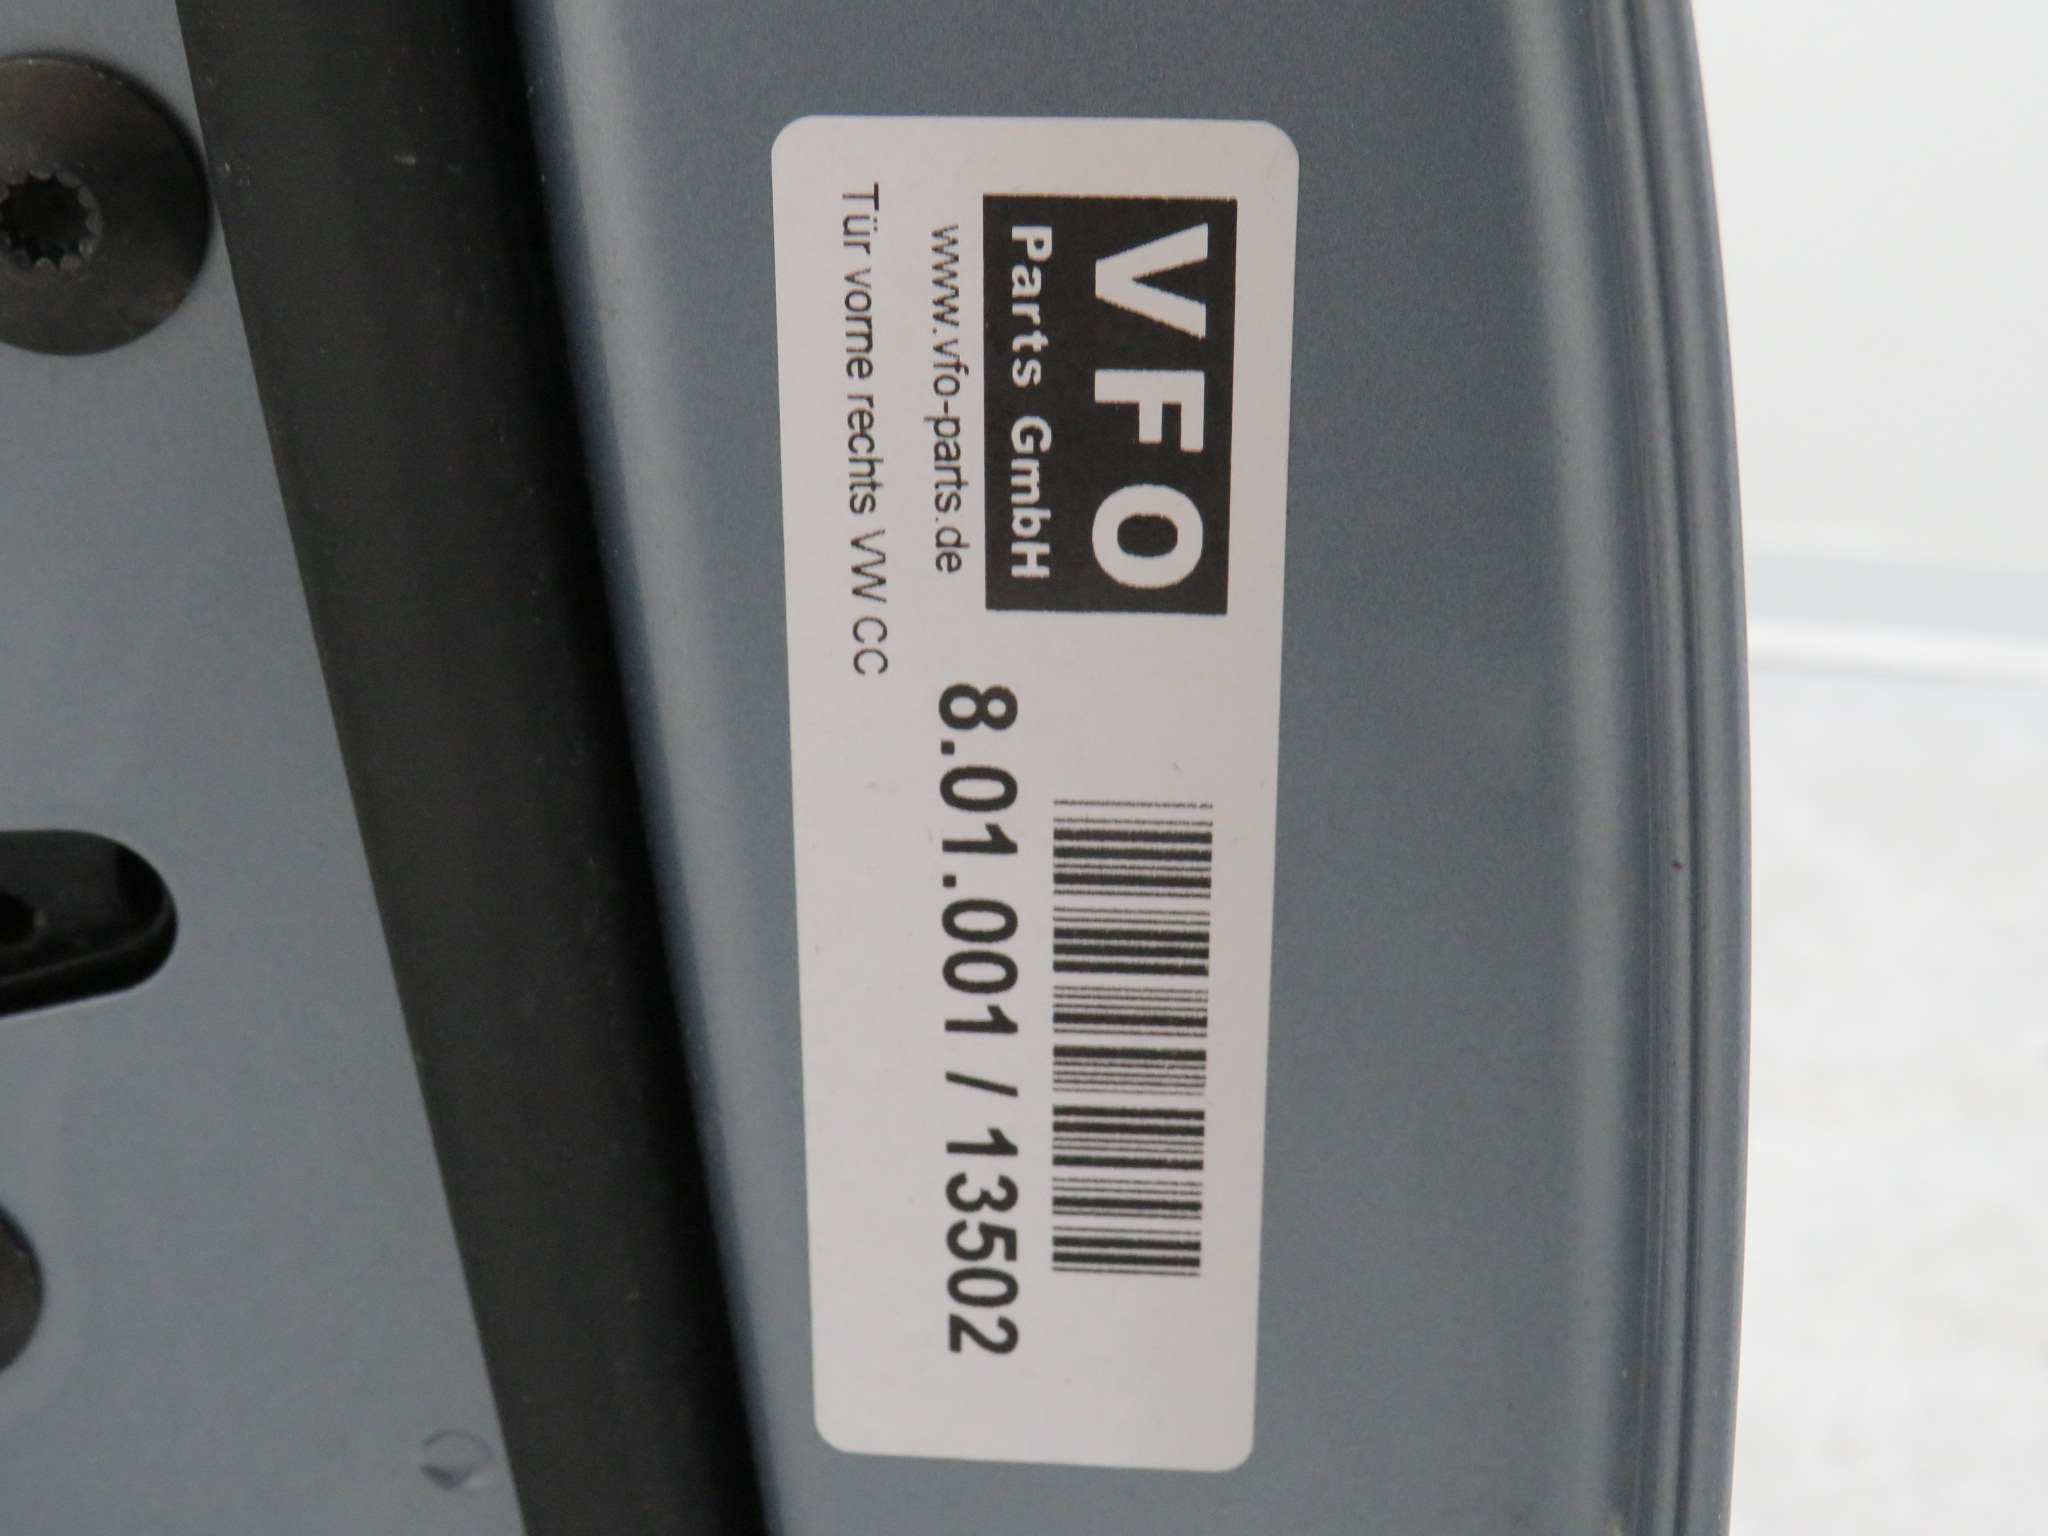 VFO
Parts GmbH
www.vfo-parts.de
8.01.001 / 13502
Tür vorne rechts VW CC